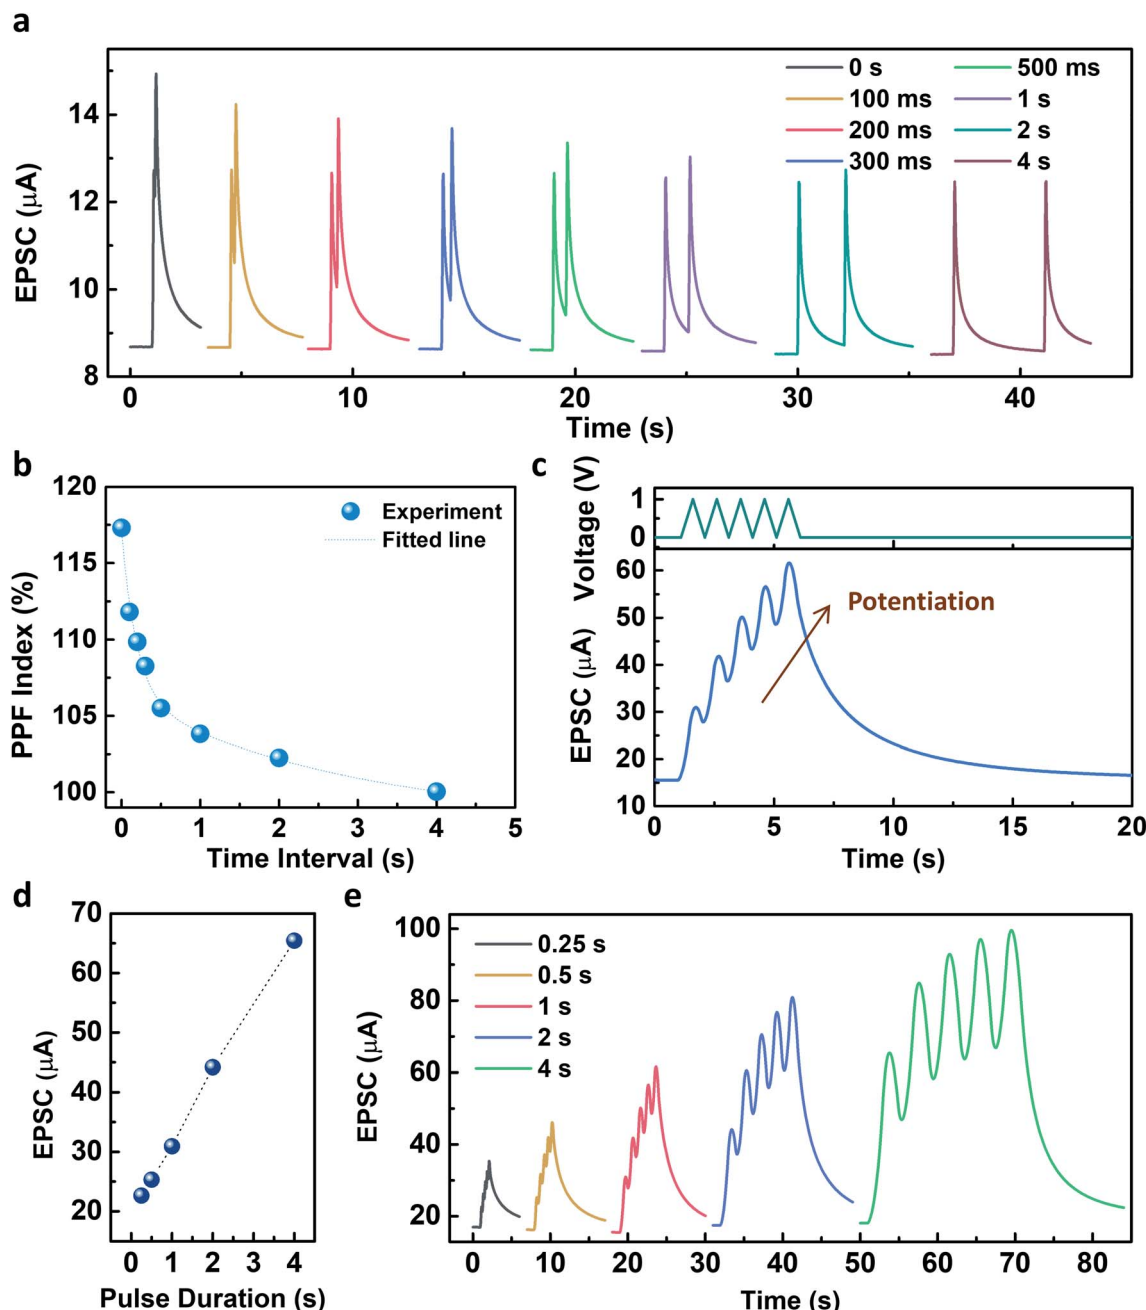 a
EPSC (μA)
14
12
10
8
0 s
100 ms
200 ms
300 ms
500 ms
1 s
2 s
4 s
0 10 20 30 40
Time (s)
b
PPF Index (%)
120
115
110
105
100
Experiment
Fitted line
0 1 2 3 4 5
Time Interval (s)
c
Voltage (V)
1
0
EPSC (μA)
60
50
40
30
20
10
Potentiation
0 5 10 15 20
Time (s)
d
EPSC (μA)
70
60
50
40
30
20
0 1 2 3 4
Pulse Duration (s)
e
EPSC (μA)
100
80
60
40
20
0.25 s
0.5 s
1 s
2 s
4 s
0 10 20 30 40 50 60 70 80
Time (s)